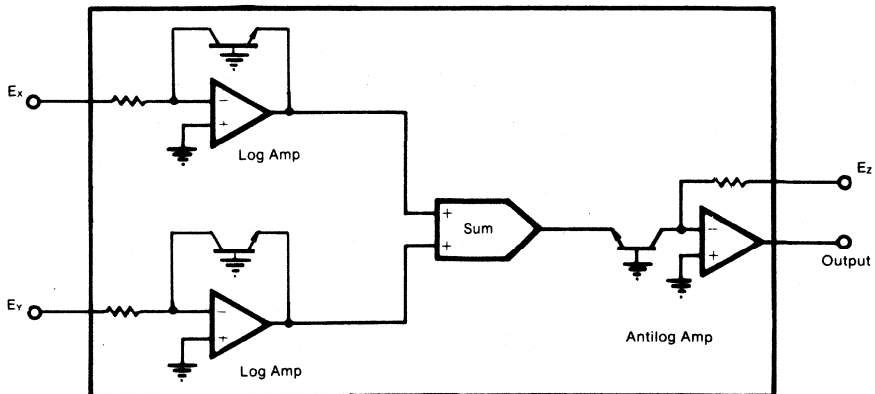 Ex
−
+
Log Amp
Ez
+
Sum
+
−
+
Output
Ey
−
+
Antilog Amp
Log Amp